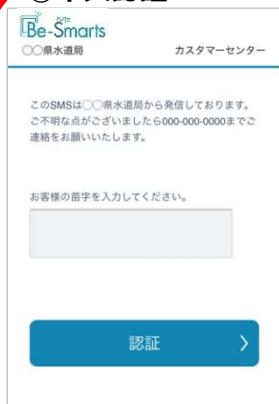 本人認証
Be-Smarts
○○県水道局
カスタマーセンター
このSMSは○○県水道局から発信しております。
ご不明な点がございましたら000-000-0000までご
連絡をお願いいたします。
お客様の苗字を入力してください。
認証